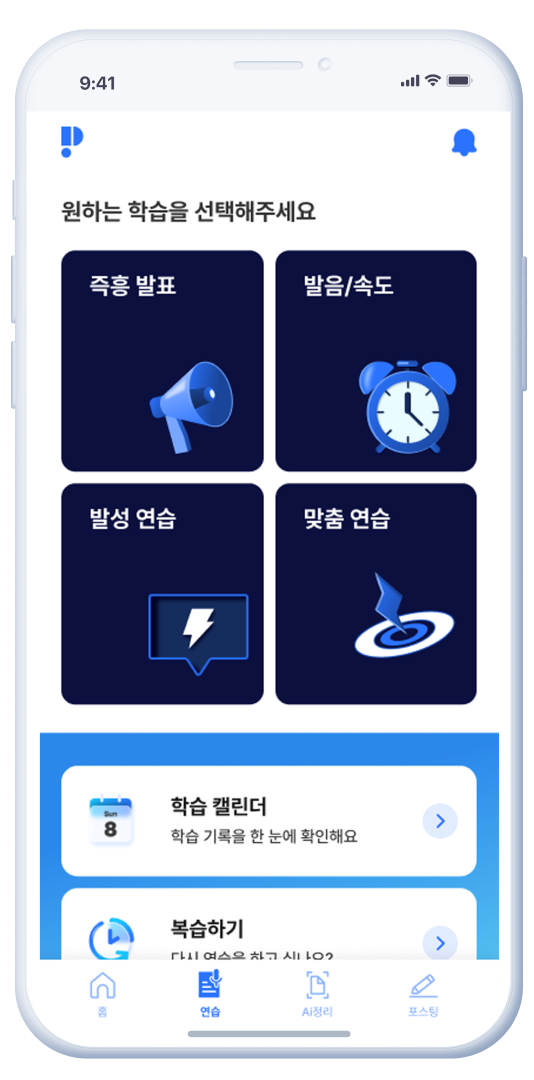 9:41
원하는 학습을 선택해주세요
즉흥 발표
발음/속도
발성 연습
맞춤 연습
Sun
8
학습 캘린더
학습 기록을 한 눈에 확인해요
복습하기
다시 연습을 하고 싶나요?
홈
연습
Ai정리
포스팅